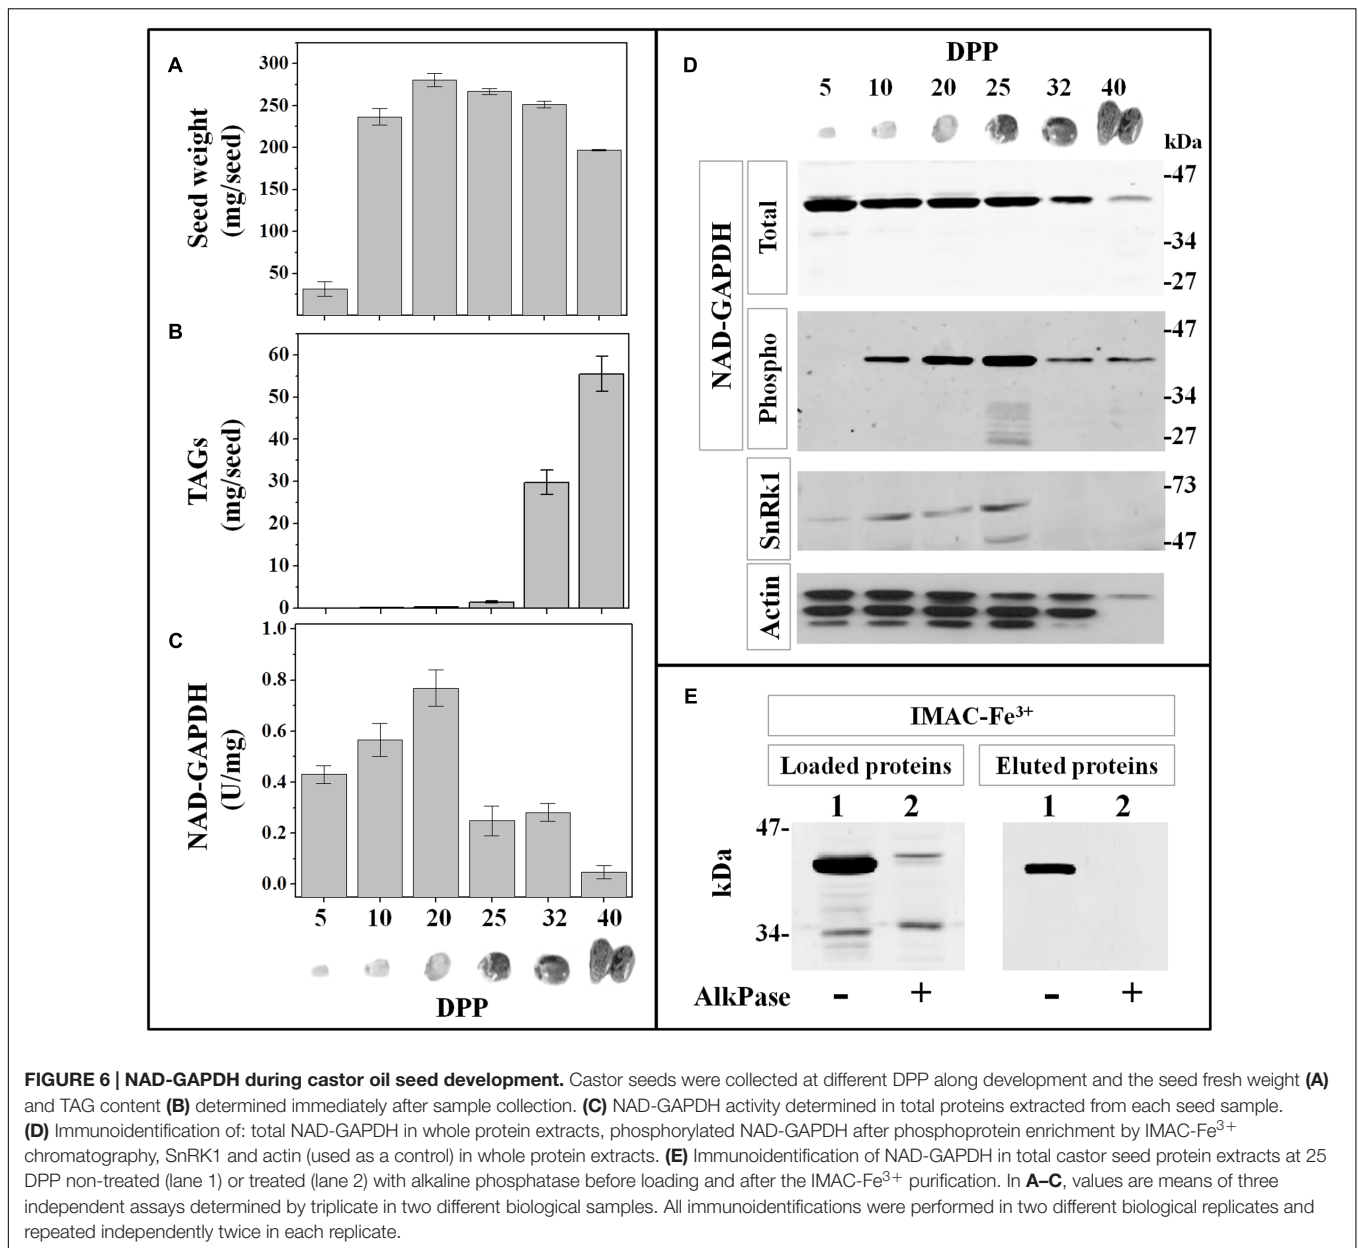 A
Seed weight
(mg/seed)
300
250
200
150
100
50
B
TAGs
(mg/seed)
60
50
40
30
20
10
0
C
NAD-GAPDH
(U/mg)
1.0
0.8
0.6
0.4
0.2
0.0
5 10 20 25 32 40
DPP
D
DPP
5 10 20 25 32 40
kDa
NAD-GAPDH
Total
-47
-34
-27
Phospho
-47
-34
-27
SnRk1
-73
-47
Actin
E
IMAC-Fe³⁺
Loaded proteins Eluted proteins
1 2 1 2
kDa
47-
34-
AlkPase - + - +
FIGURE 6 | NAD-GAPDH during castor oil seed development. Castor seeds were collected at different DPP along development and the seed fresh weight (A)
and TAG content (B) determined immediately after sample collection. (C) NAD-GAPDH activity determined in total proteins extracted from each seed sample.
(D) Immunoidentification of: total NAD-GAPDH in whole protein extracts, phosphorylated NAD-GAPDH after phosphoprotein enrichment by IMAC-Fe³⁺
chromatography, SnRK1 and actin (used as a control) in whole protein extracts. (E) Immunoidentification of NAD-GAPDH in total castor seed protein extracts at 25
DPP non-treated (lane 1) or treated (lane 2) with alkaline phosphatase before loading and after the IMAC-Fe³⁺ purification. In A–C, values are means of three
independent assays determined by triplicate in two different biological samples. All immunoidentifications were performed in two different biological replicates and
repeated independently twice in each replicate.